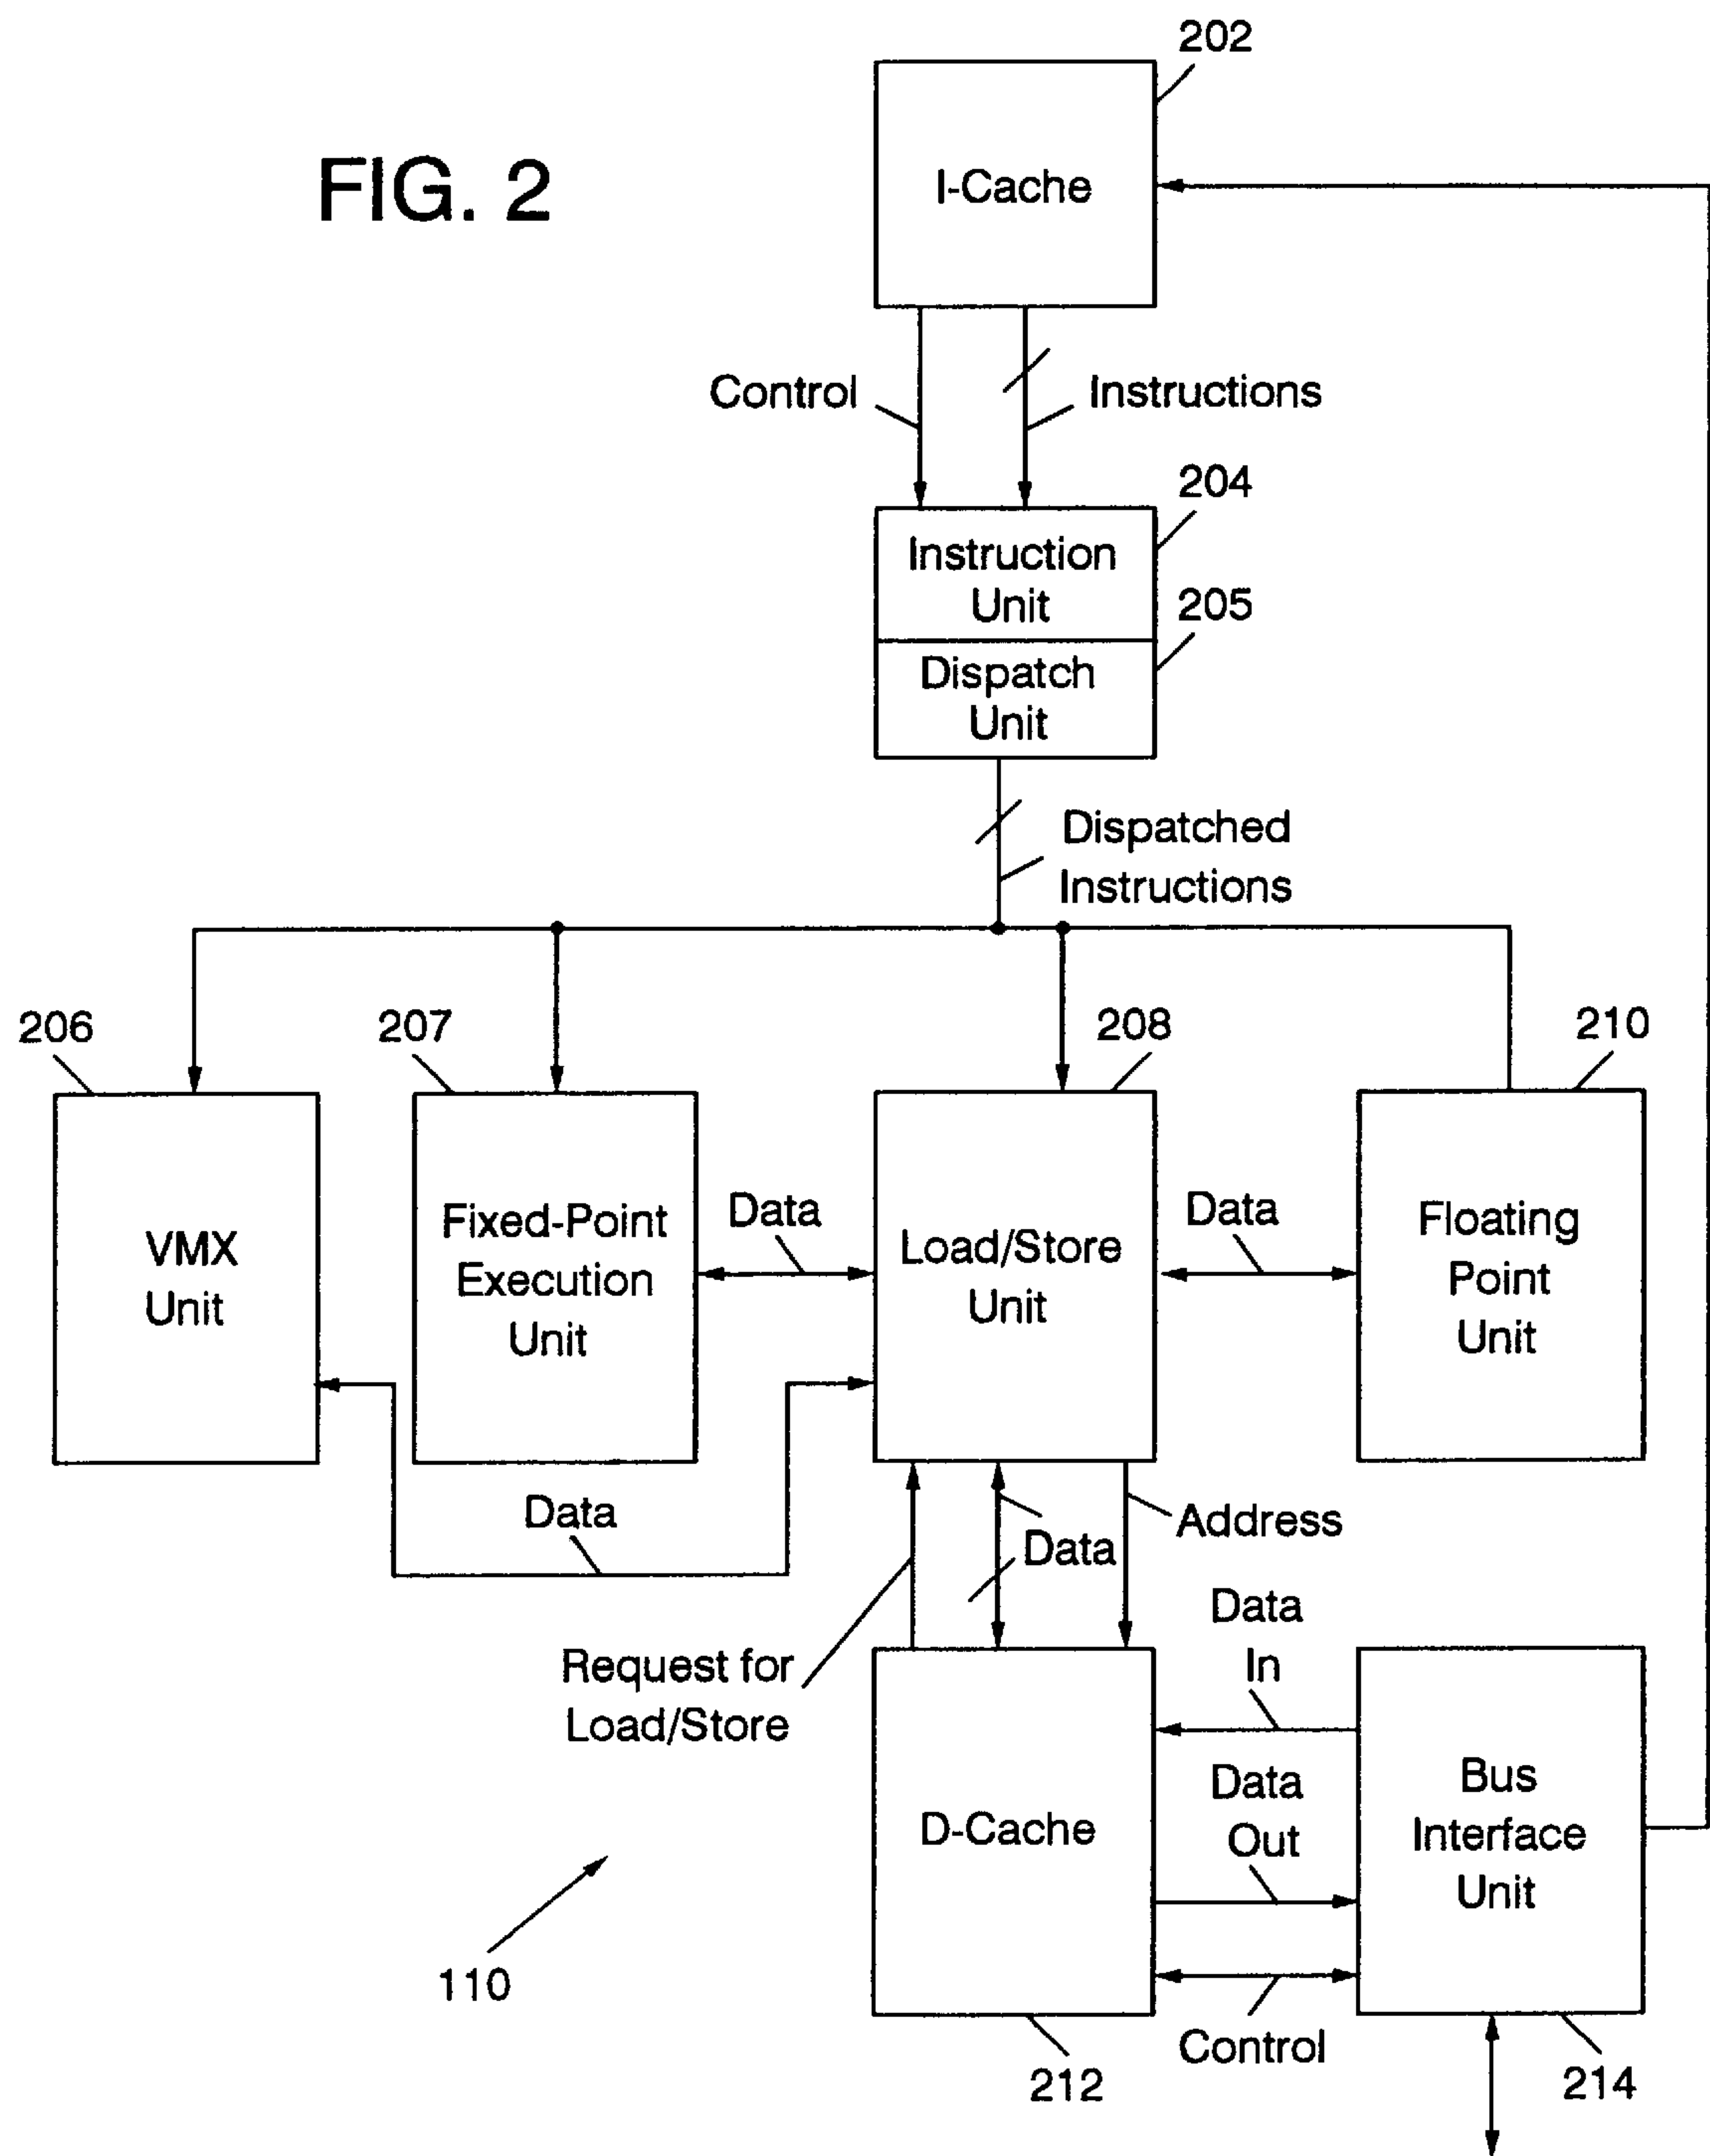 FIG. 2
202
I-Cache
Control
Instructions
204
Instruction
Unit
205
Dispatch
Unit
Dispatched
Instructions
206
207
208
210
VMX
Unit
Fixed-Point
Execution
Unit
Data
Load/Store
Unit
Data
Floating
Point
Unit
Data
Data
Address
Request for
Load/Store
Data
In
D-Cache
Data
Out
Bus
Interface
Unit
110
Control
212
214